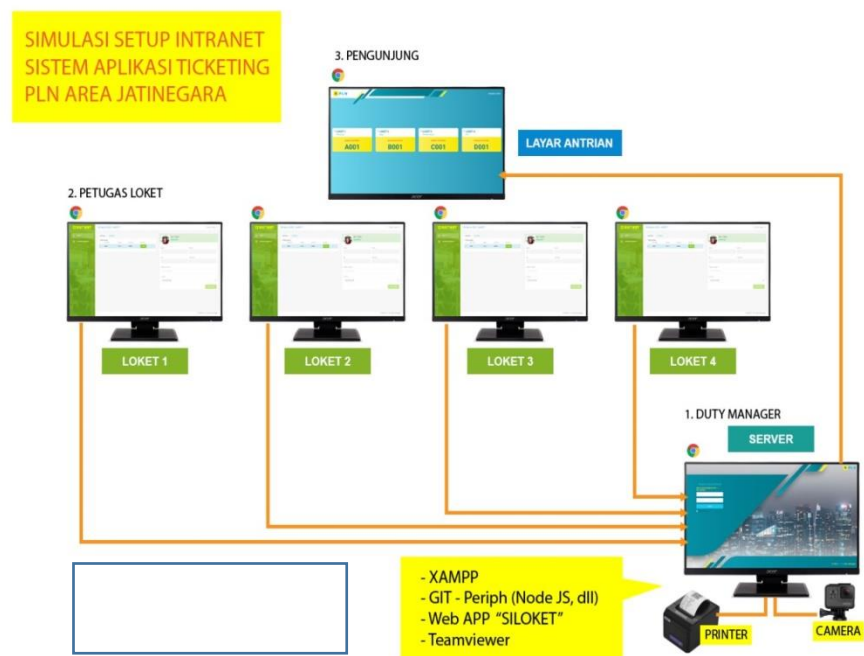 SIMULASI SETUP INTRANET
SISTEM APLIKASI TICKETING
PLN AREA JATINEGARA
3. PENGUNJUNG
A001
B001
C001
D001
LAYAR ANTRIAN
2. PETUGAS LOKET
LOKET 1
LOKET 2
LOKET 3
LOKET 4
1. DUTY MANAGER
SERVER
- XAMPP
- GIT - Periph (Node JS, dll)
- Web APP “SILOKET”
- Teamviewer
PRINTER
CAMERA